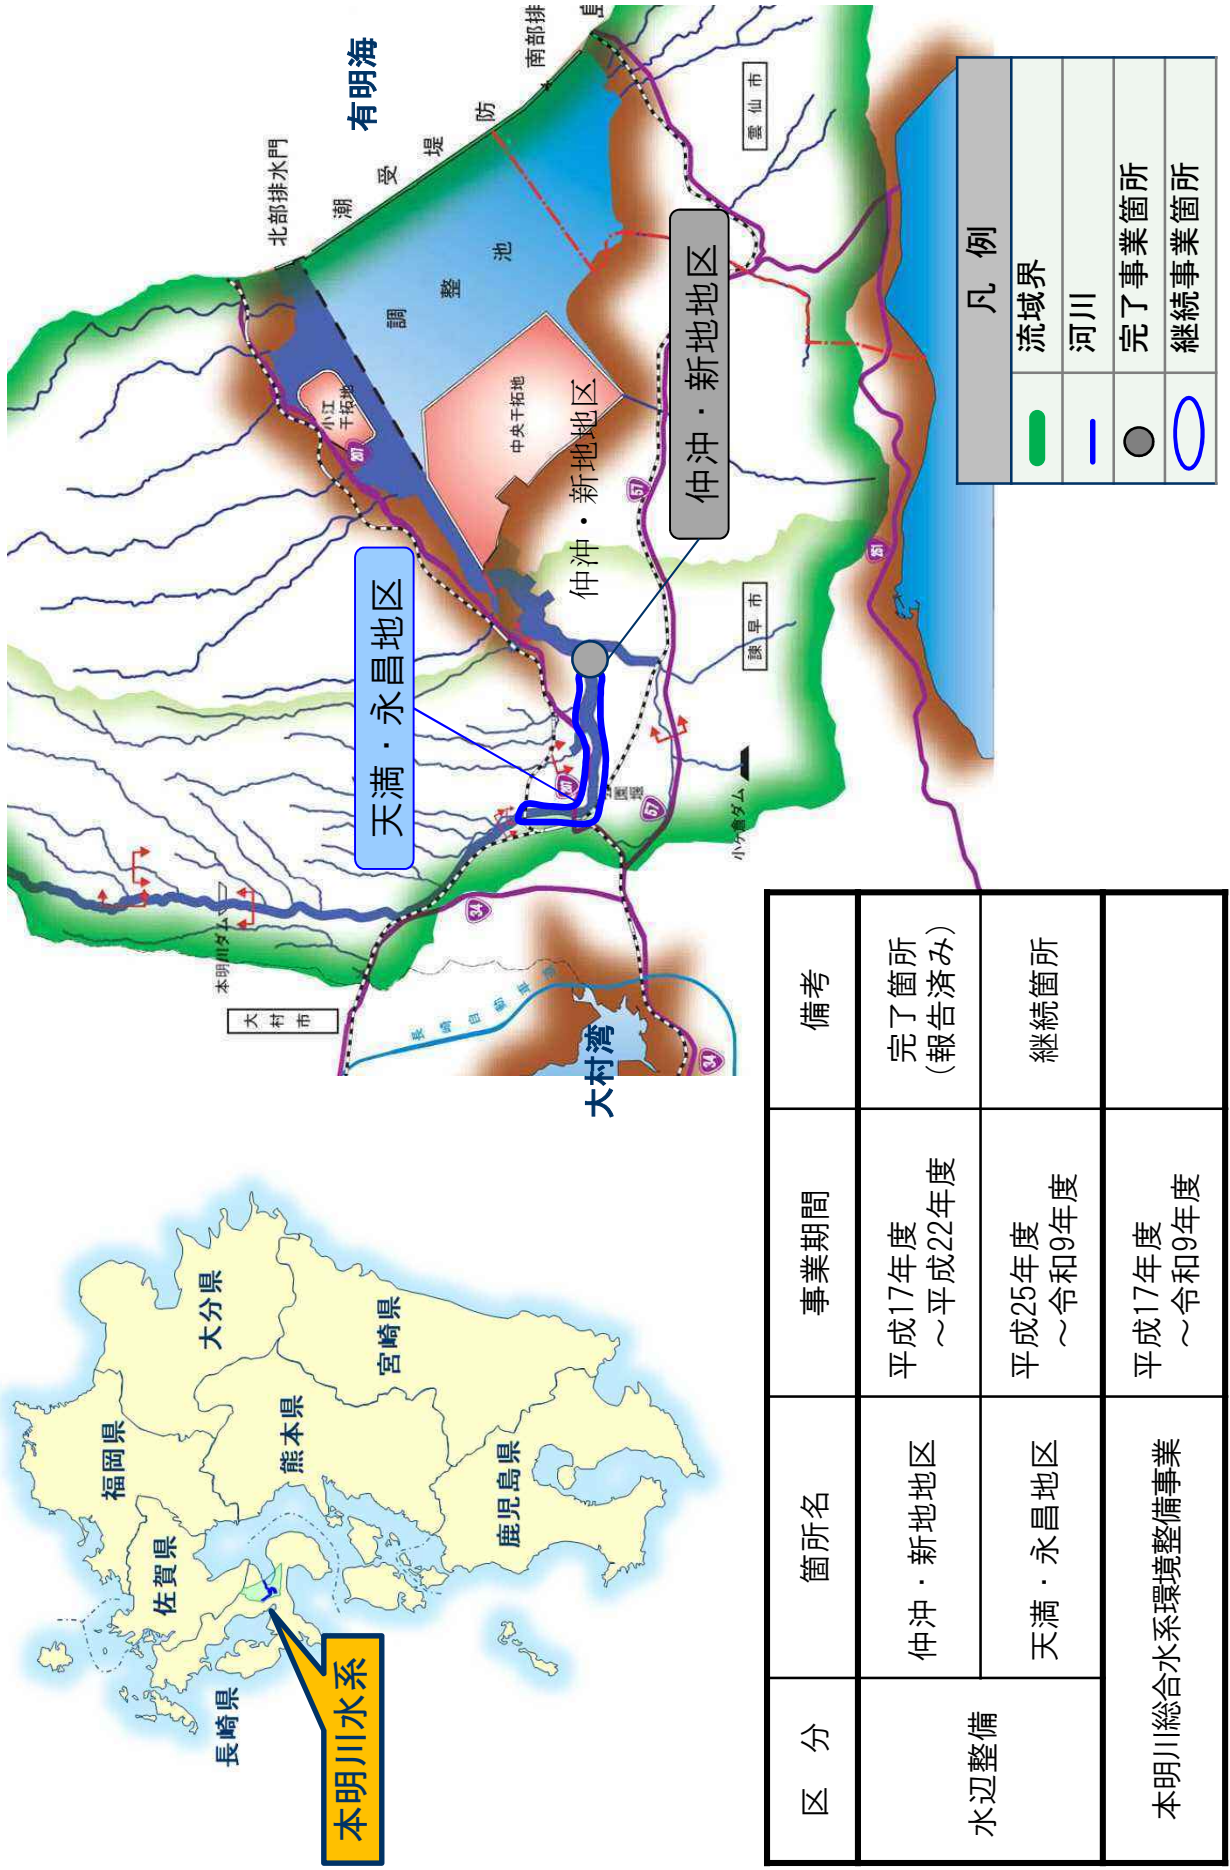 福岡県
佐賀県
長崎県
大分県
熊本県
宮崎県
鹿児島県
本明川水系
有明海
北部排水門
潮受堤防
南部排
島
調整池
小江
干拓地
中央干拓地
仲沖・新地地区
仲沖・新地地区
天満・永昌地区
雲仙市
諫早市
大村市
本明川ダム
小ケ倉ダム
長崎自動車道
大村湾
207
57
57
251
34
34
凡例
流域界
河川
完了事業箇所
継続事業箇所
区分 箇所名 事業期間 備考
水辺整備
仲沖・新地地区 平成17年度
～平成22年度
完了箇所
(報告済み)
天満・永昌地区 平成25年度
～令和9年度
継続箇所
本明川総合水系環境整備事業 平成17年度
～令和9年度